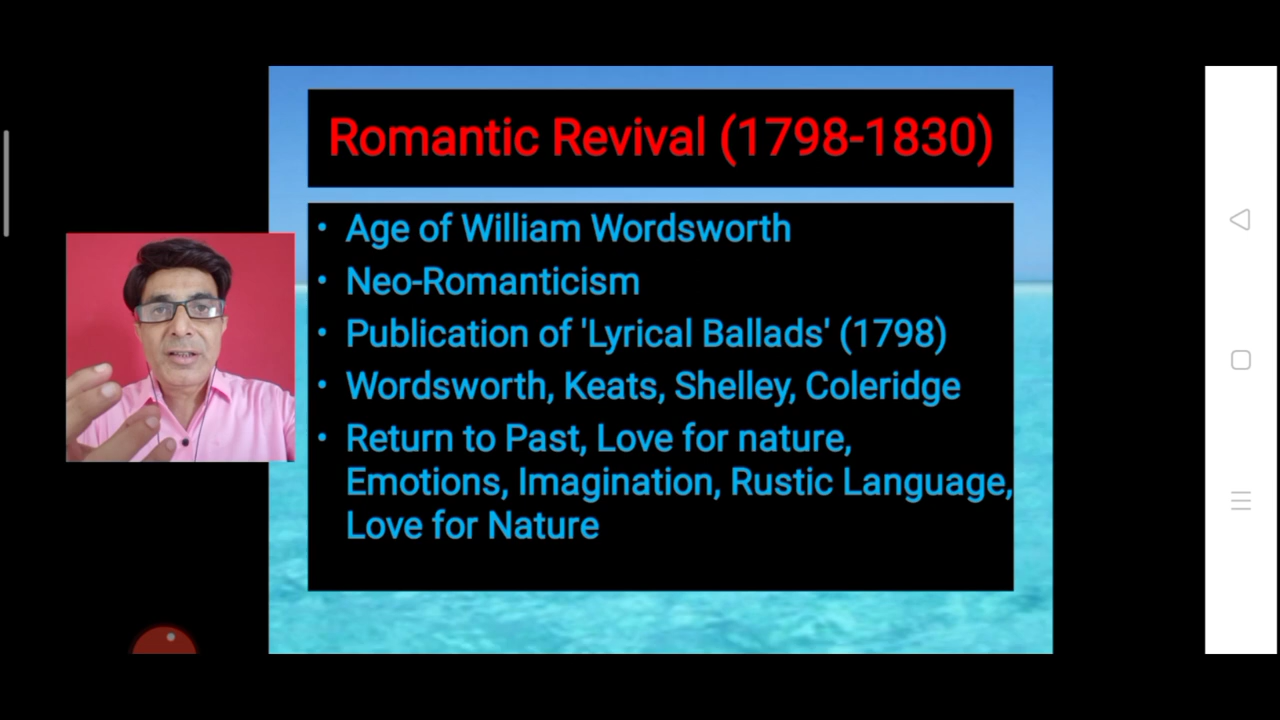 Romantic Revival (1798-1830)
• Age of William Wordsworth
• Neo-Romanticism
• Publication of 'Lyrical Ballads' (1798)
• Wordsworth, Keats, Shelley, Coleridge
• Return to Past, Love for nature,
Emotions, Imagination, Rustic Language,
Love for Nature